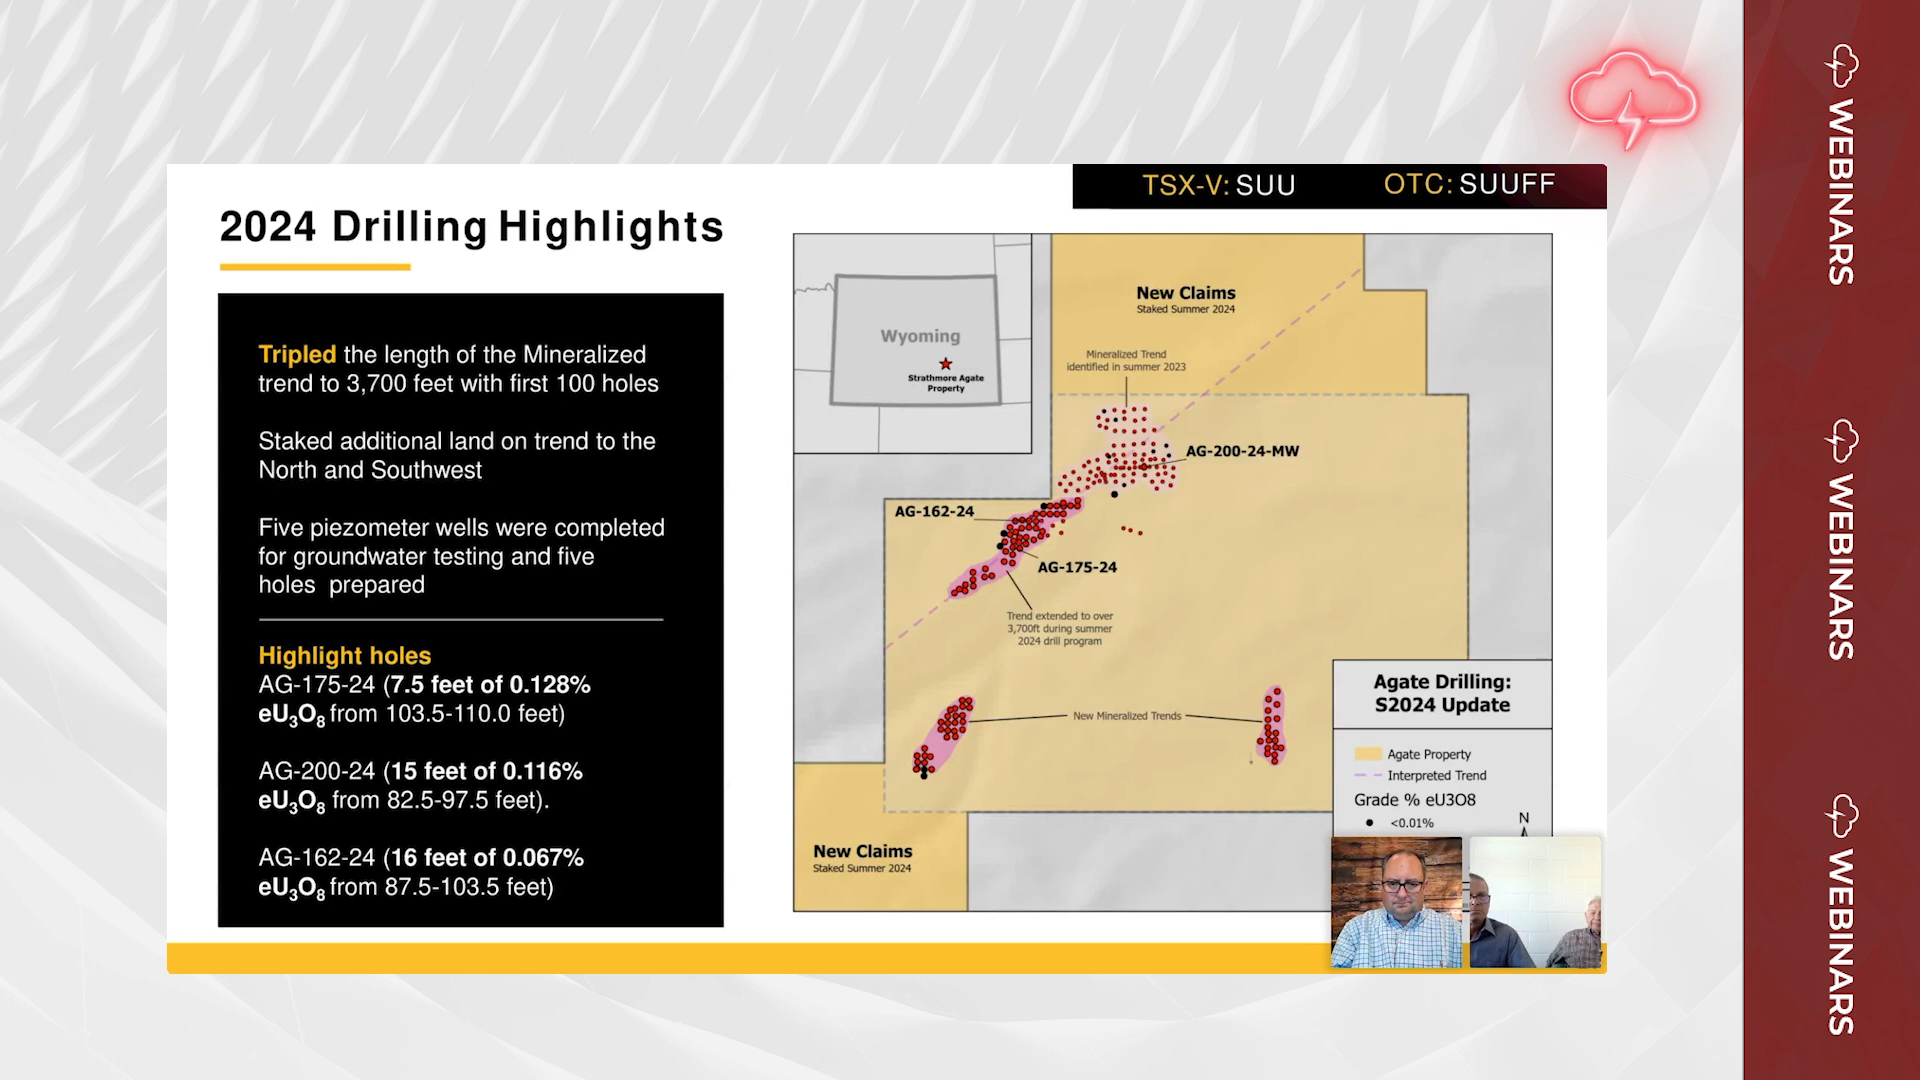 TSX-V: SUU
OTC: SUUFF
2024 Drilling Highlights
Tripled the length of the Mineralized
trend to 3,700 feet with first 100 holes
Staked additional land on trend to the
North and Southwest
Five piezometer wells were completed
for groundwater testing and five
holes prepared
Highlight holes
AG-175-24 (7.5 feet of 0.128%
eU₃O₈ from 103.5-110.0 feet)
AG-200-24 (15 feet of 0.116%
eU₃O₈ from 82.5-97.5 feet).
AG-162-24 (16 feet of 0.067%
eU₃O₈ from 87.5-103.5 feet)
Wyoming
Strathmore Agate
Property
New Claims
Staked Summer 2024
Mineralized Trend
identified in summer 2023
AG-200-24-MW
AG-162-24
AG-175-24
Trend extended to over
3,700ft during summer
2024 drill program
New Mineralized Trends
New Claims
Staked Summer 2024
Agate Drilling:
S2024 Update
Agate Property
Interpreted Trend
Grade % eU3O8
<0.01%
N
WEBINARS
WEBINARS
WEBINARS